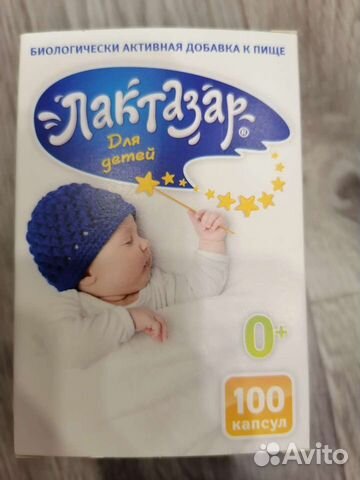 БИОЛОГИЧЕСКИ АКТИВНАЯ ДОБАВКА К ПИЩЕ
Лактазар®
Для
детей
0+
100
капсул
Avito